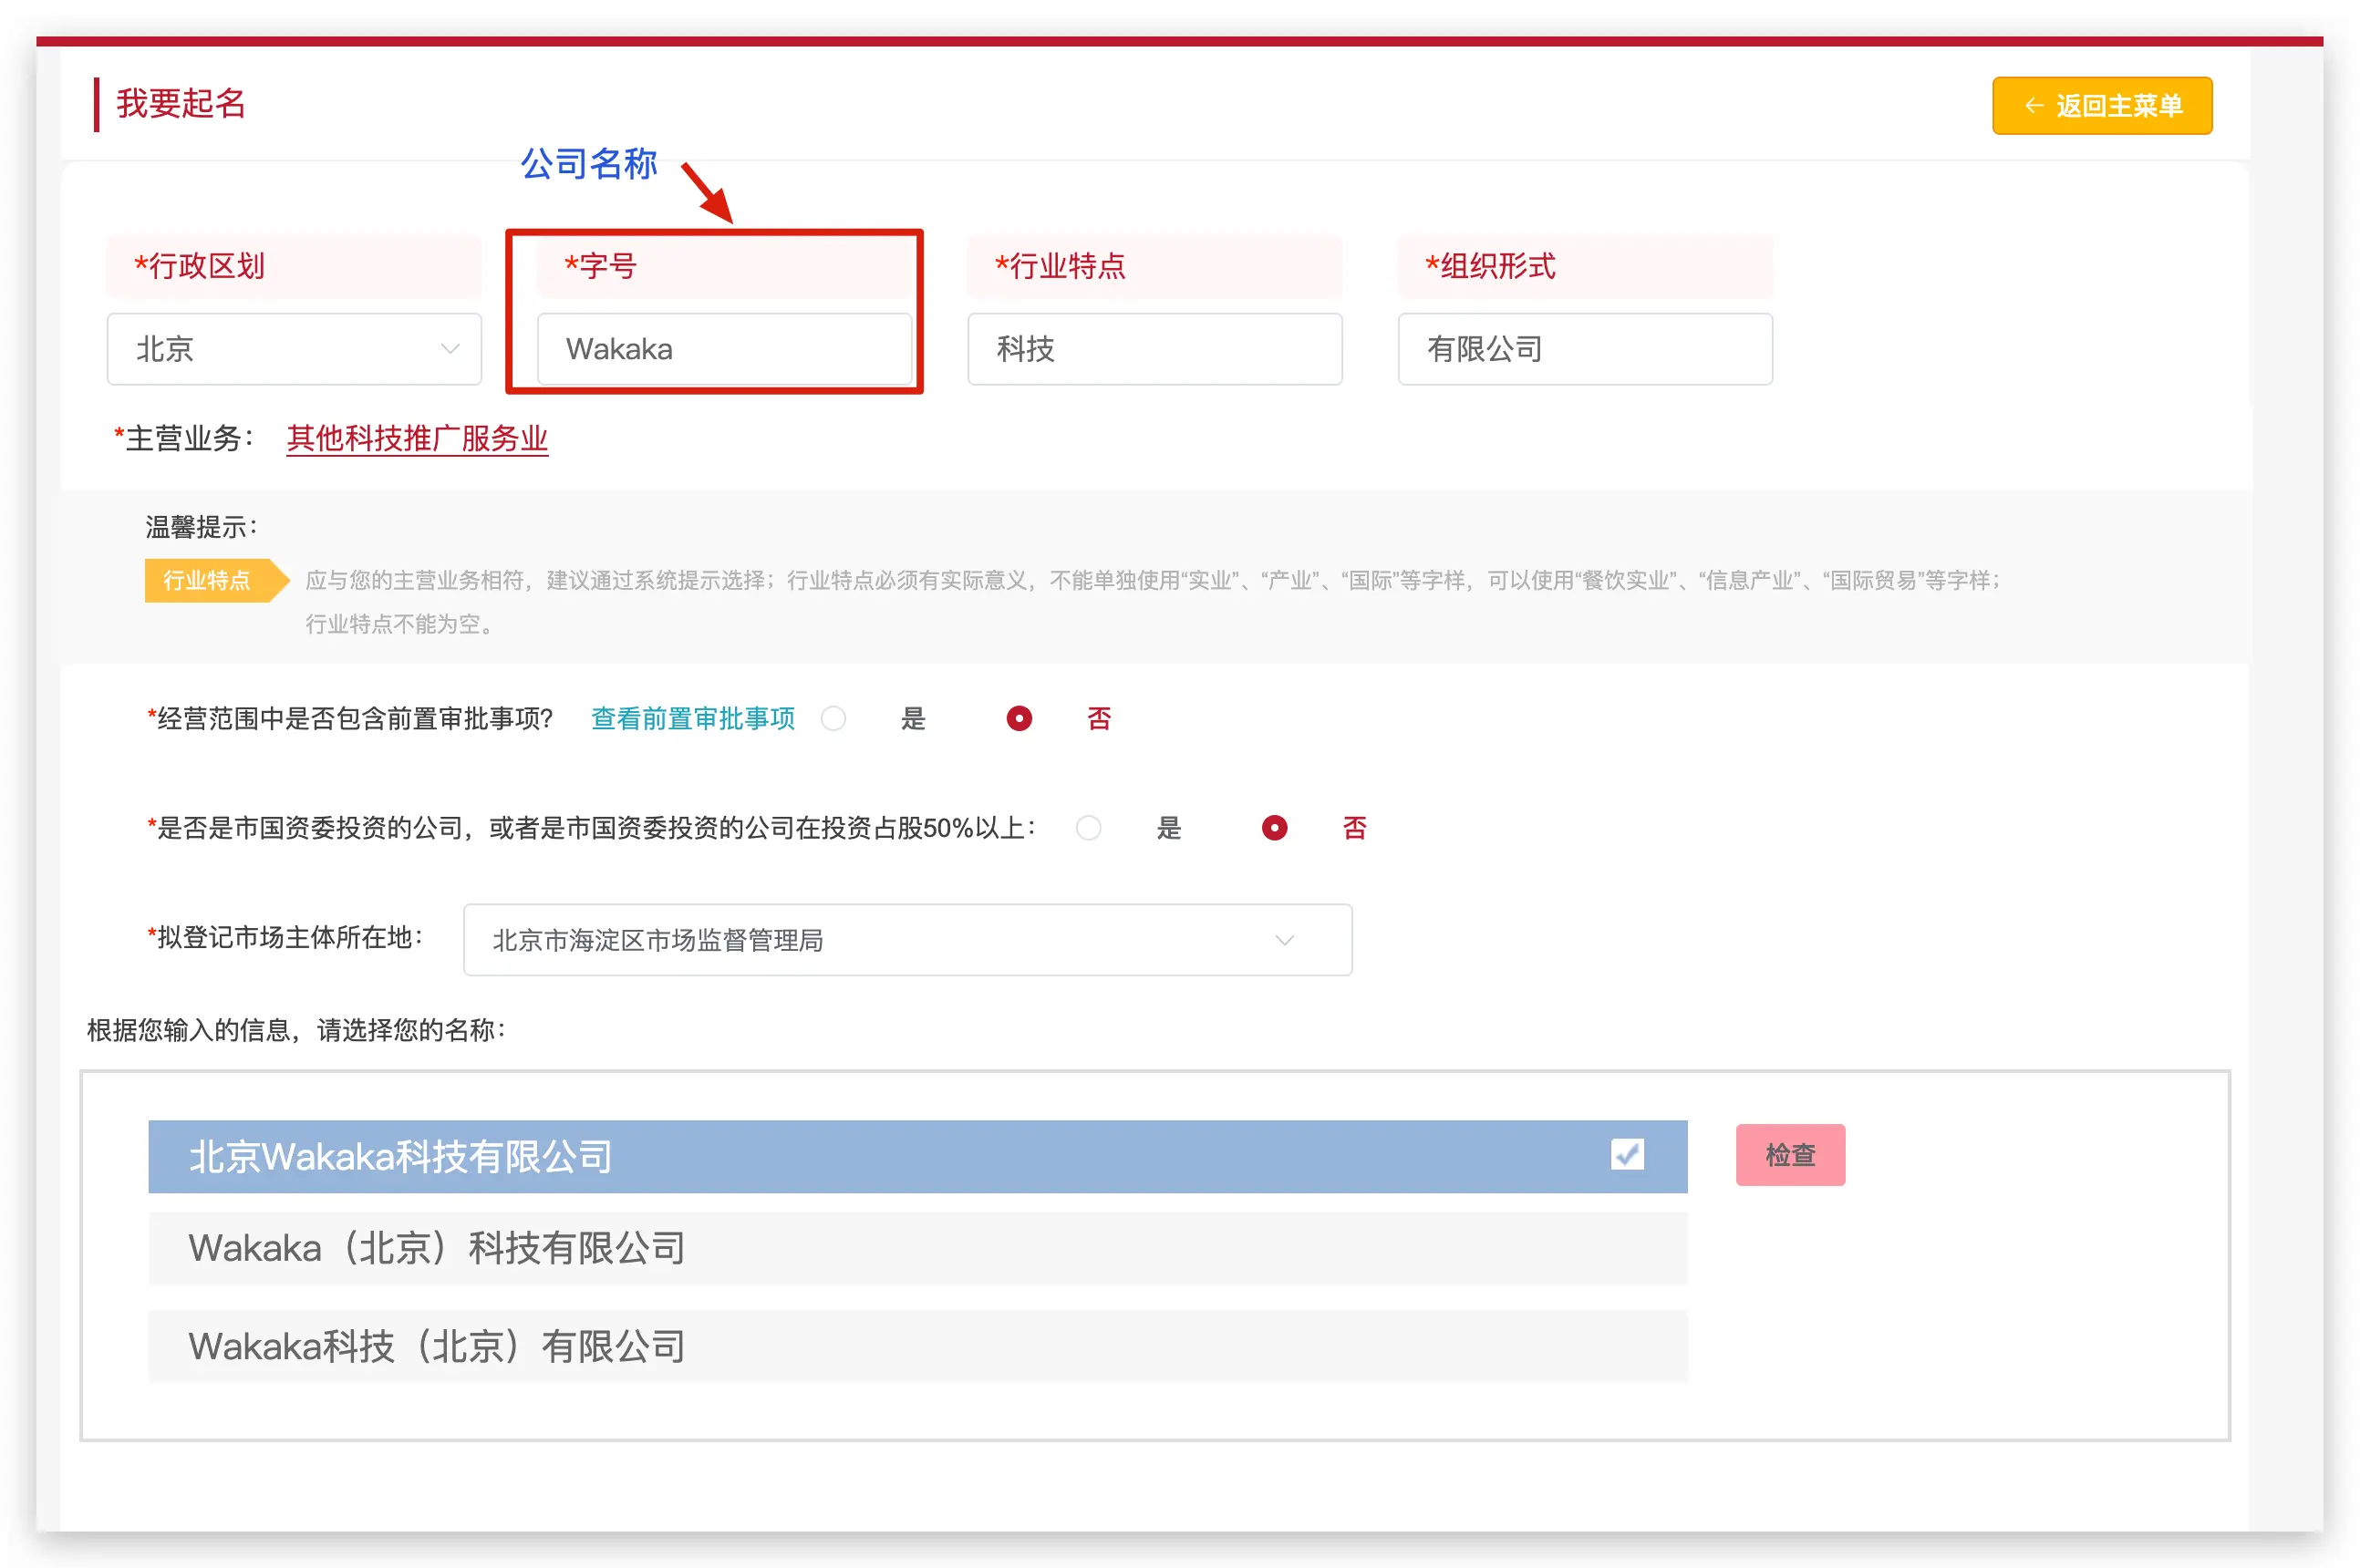 我要起名
← 返回主菜单
公司名称
*行政区划 *字号 *行业特点 *组织形式
北京 Wakaka 科技 有限公司
*主营业务： 其他科技推广服务业
温馨提示：
行业特点 应与您的主营业务相符，建议通过系统提示选择；行业特点必须有实际意义，不能单独使用“实业”、“产业”、“国际”等字样，可以使用“餐饮实业”、“信息产业”、“国际贸易”等字样；
行业特点不能为空。
*经营范围中是否包含前置审批事项? 查看前置审批事项 是 否
*是否是市国资委投资的公司，或者是市国资委投资的公司在投资占股50%以上： 是 否
*拟登记市场主体所在地： 北京市海淀区市场监督管理局
根据您输入的信息，请选择您的名称：
北京Wakaka科技有限公司 检查
Wakaka（北京）科技有限公司
Wakaka科技（北京）有限公司